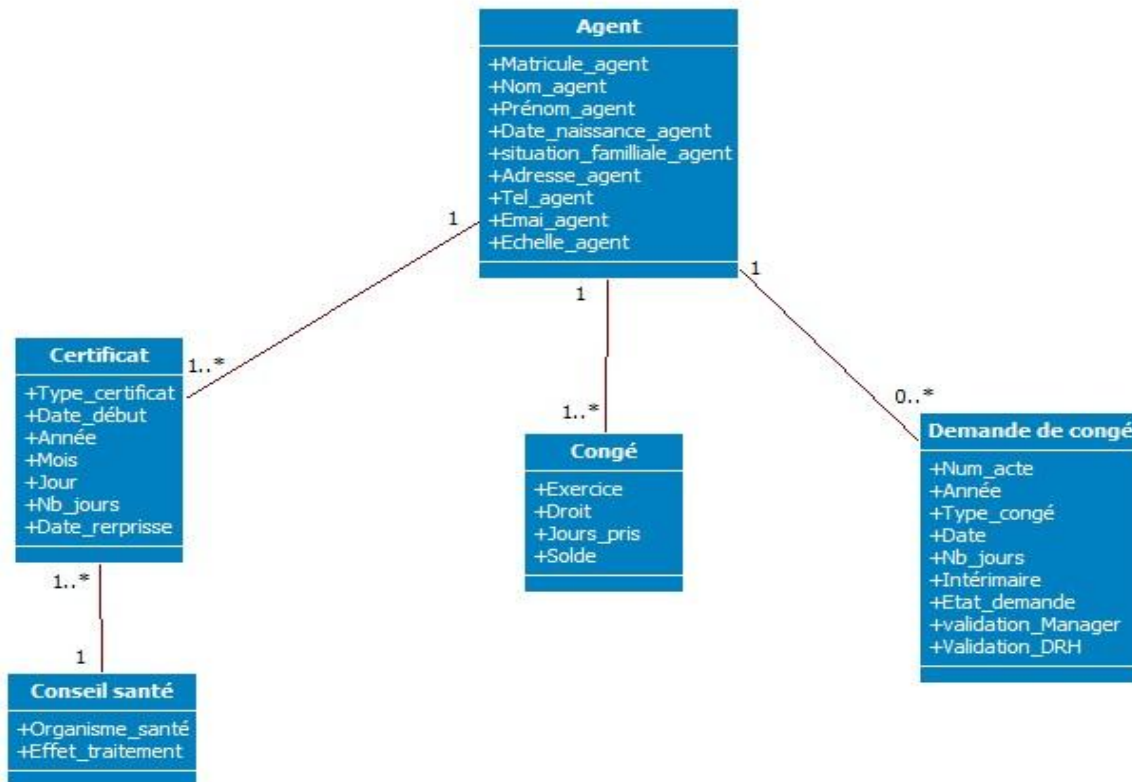 Agent
+Matricule_agent
+Nom_agent
+Prénom_agent
+Date_naissance_agent
+situation_familliale_agent
+Adresse_agent
+Tel_agent
+Emai_agent
+Echelle_agent
1
1
1
1..*
1..*
0..*
Certificat
+Type_certificat
+Date_début
+Année
+Mois
+Jour
+Nb_jours
+Date_rerprisse
Congé
+Exercice
+Droit
+Jours_pris
+Solde
Demande de congé
+Num_acte
+Année
+Type_congé
+Date
+Nb_jours
+Intérimaire
+Etat_demande
+validation_Manager
+Validation_DRH
1..*
1
Conseil santé
+Organisme_santé
+Effet_traitement